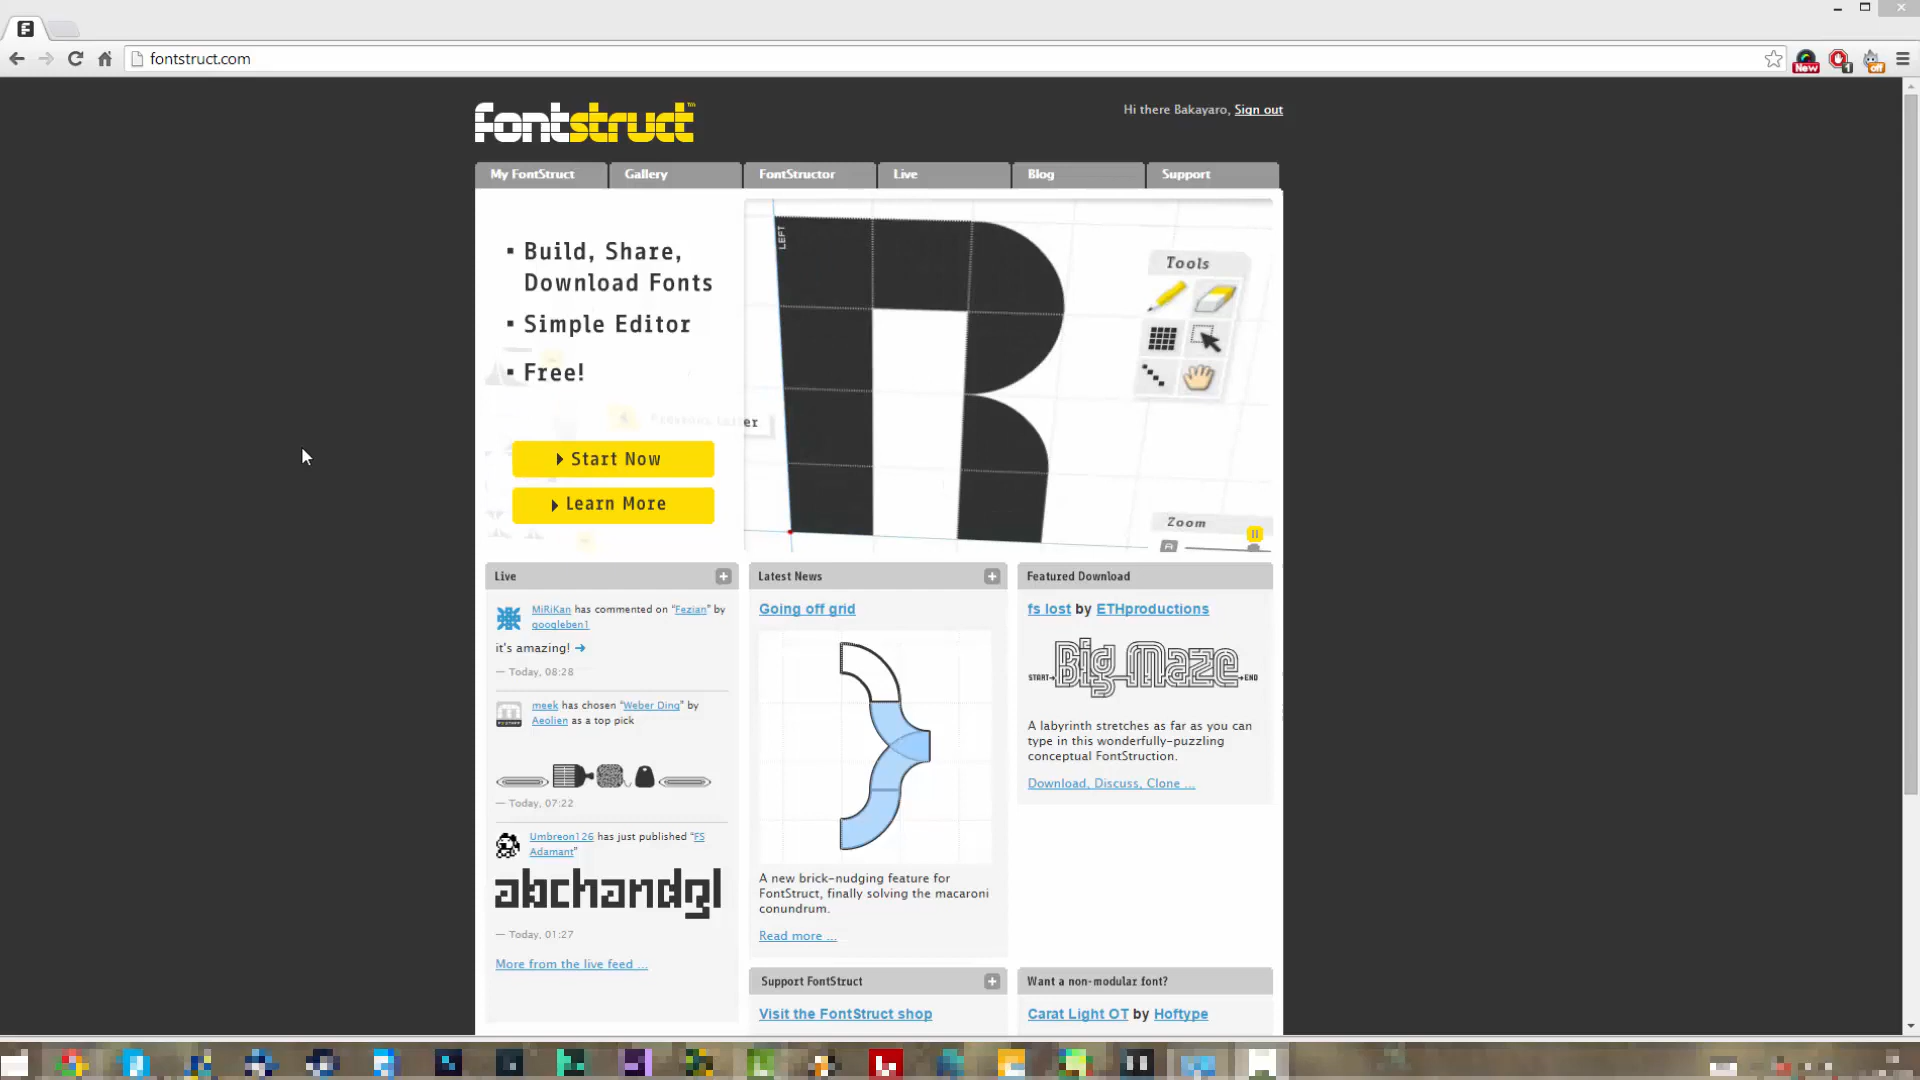 fontstruct.com
New
1
off
fontstruct™
Hi there Bakayaro, Sign out
My FontStruct
Gallery
FontStructor
Live
Blog
Support
Build, Share,
Download Fonts
Simple Editor
Free!
Start Now
Learn More
LEFT
Tools
Zoom
Live
MiRiKan has commented on “Fezian” by
googleben1
it's amazing!
— Today, 08:28
meek has chosen “Weber Ding” by
Aeolien as a top pick
— Today, 07:22
Umbreon126 has just published “FS
Adamant”
abchandgl
— Today, 01:27
More from the live feed ...
Latest News
Going off grid
A new brick-nudging feature for
FontStruct, finally solving the macaroni
conundrum.
Read more ...
Featured Download
fs lost by ETHproductions
START Big Maze END
A labyrinth stretches as far as you can
type in this wonderfully-puzzling
conceptual FontStruction.
Download, Discuss, Clone ...
Support FontStruct
Visit the FontStruct shop
Want a non-modular font?
Carat Light OT by Hoftype